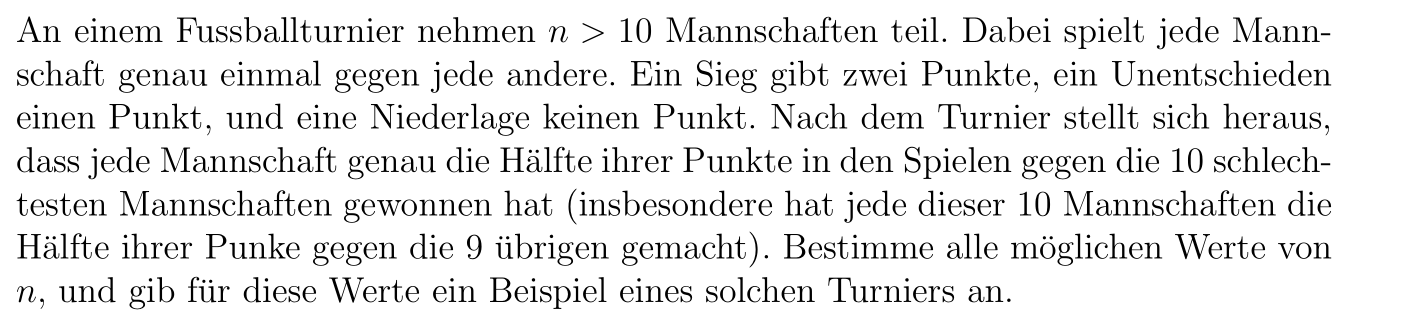 An einem Fussballturnier nehmen n > 10 Mannschaften teil. Dabei spielt jede Mann-
schaft genau einmal gegen jede andere. Ein Sieg gibt zwei Punkte, ein Unentschieden
einen Punkt, und eine Niederlage keinen Punkt. Nach dem Turnier stellt sich heraus,
dass jede Mannschaft genau die Hälfte ihrer Punkte in den Spielen gegen die 10 schlech-
testen Mannschaften gewonnen hat (insbesondere hat jede dieser 10 Mannschaften die
Hälfte ihrer Punke gegen die 9 übrigen gemacht). Bestimme alle möglichen Werte von
n, und gib für diese Werte ein Beispiel eines solchen Turniers an.